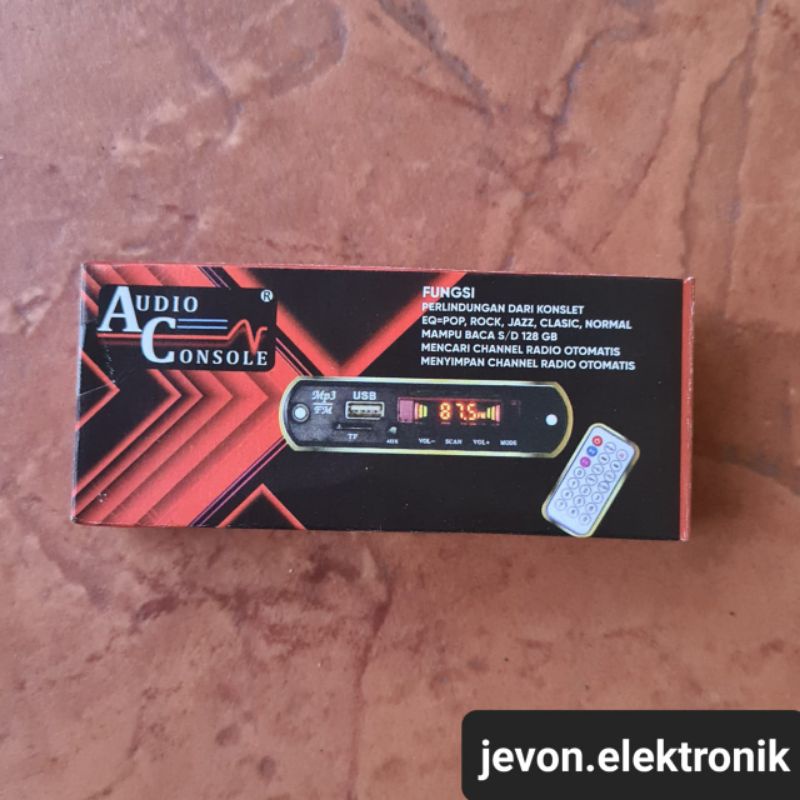 AUDIO
CONSOLE
®
FUNGSI
PERLINDUNGAN DARI KONSLET
EQ=POP, ROCK, JAZZ, CLASIC, NORMAL
MAMPU BACA S/D 128 GB
MENCARI CHANNEL RADIO OTOMATIS
MENYIMPAN CHANNEL RADIO OTOMATIS
Mp3
FM
USB
87.5
TF
AUX
VOL-
SCAN
VOL+
MODE
jevon.elektronik